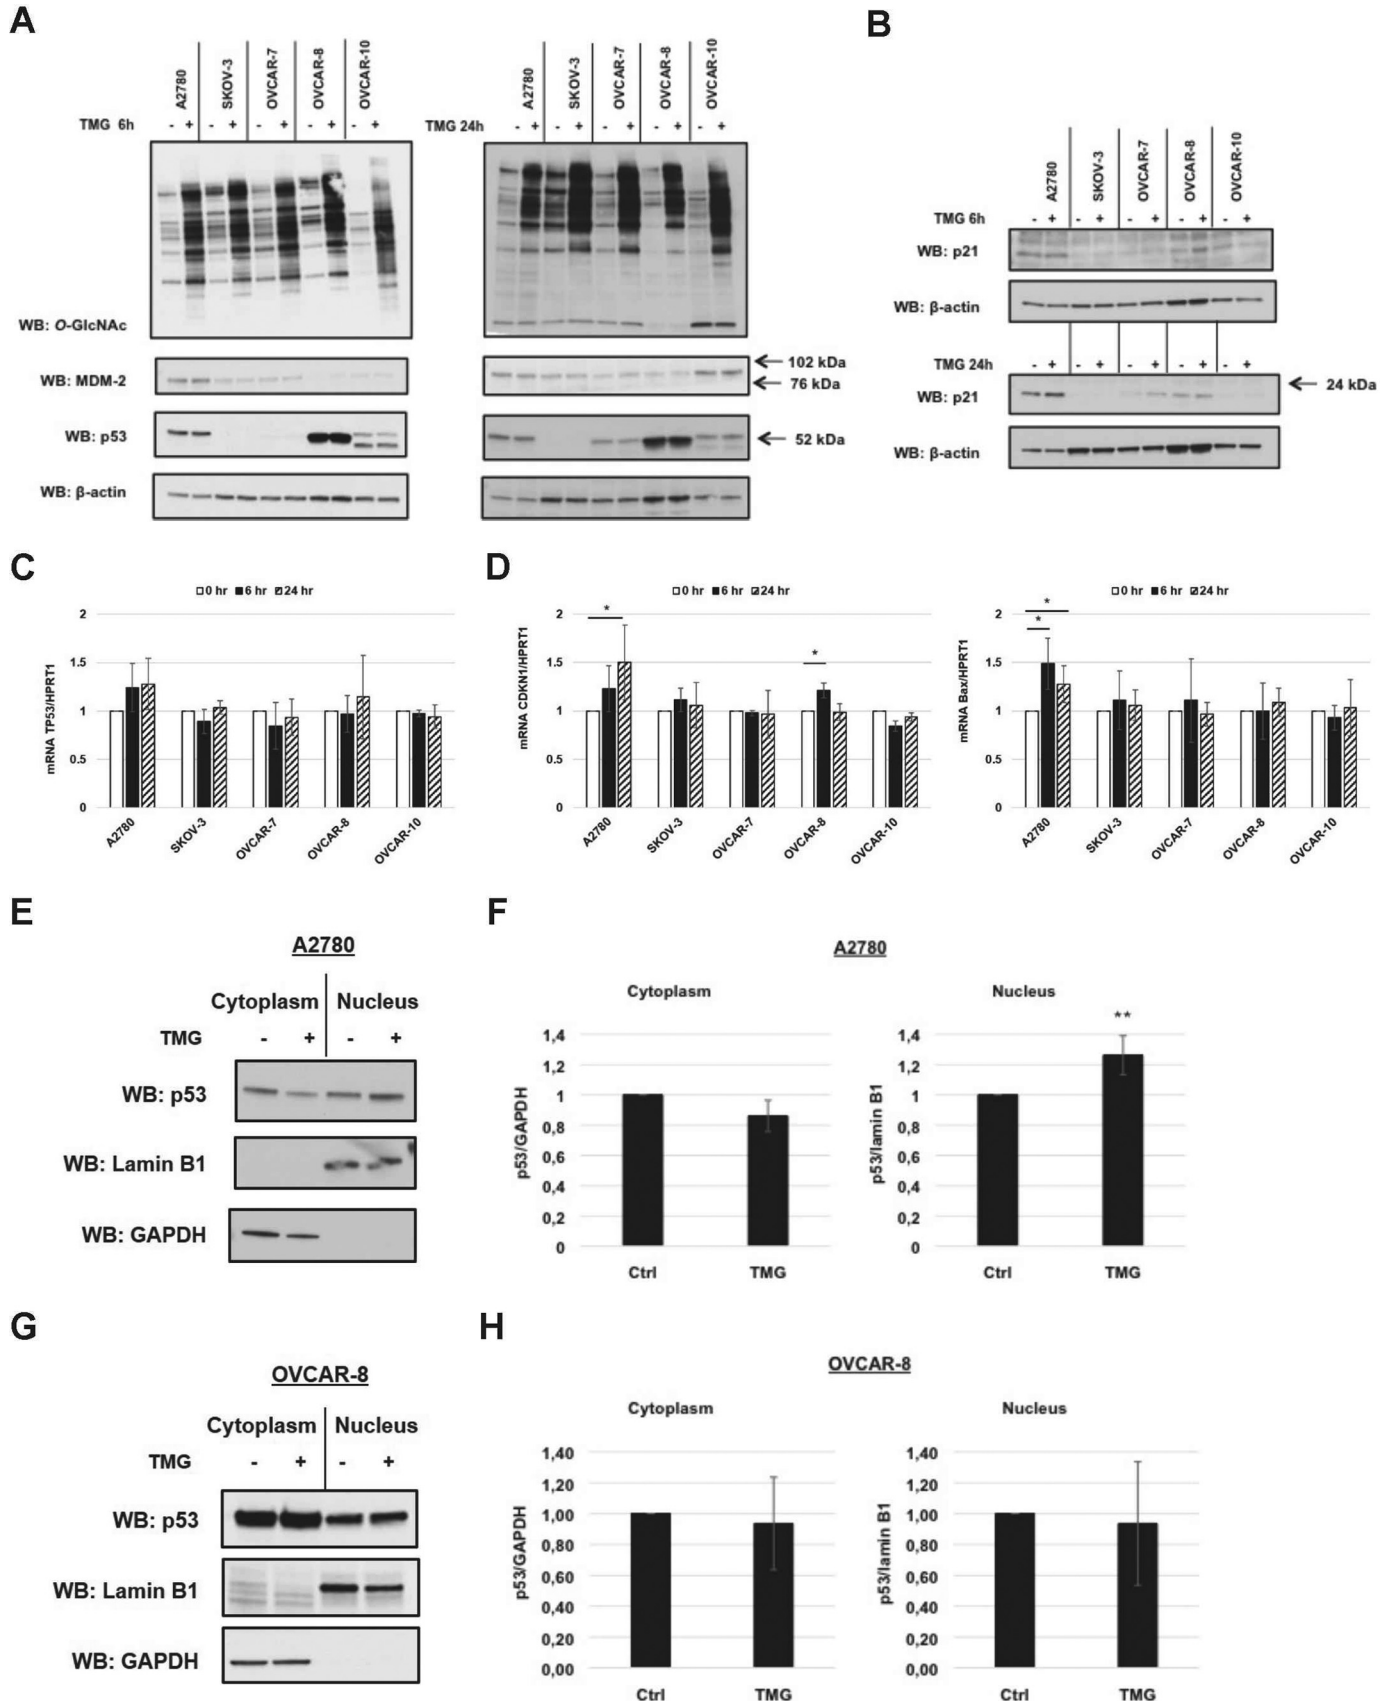 A
A2780
SKOV-3
OVCAR-7
OVCAR-8
OVCAR-10
TMG 6h
- + - + - + - + - +
WB: O-GlcNAc
WB: MDM-2
WB: p53
WB: β-actin
A2780
SKOV-3
OVCAR-7
OVCAR-8
OVCAR-10
TMG 24h
- + - + - + - + - +
102 kDa
76 kDa
52 kDa
B
A2780
SKOV-3
OVCAR-7
OVCAR-8
OVCAR-10
TMG 6h
- + - + - + - + - +
WB: p21
WB: β-actin
TMG 24h
- + - + - + - + - +
24 kDa
WB: p21
WB: β-actin
C
0 hr 6 hr 24 hr
mRNA TP53/HPRT1
2
1.5
1
0.5
0
A2780
SKOV-3
OVCAR-7
OVCAR-8
OVCAR-10
D
0 hr 6 hr 24 hr
mRNA CDKN1/HPRT1
2
1.5
1
0.5
0
*
*
A2780
SKOV-3
OVCAR-7
OVCAR-8
OVCAR-10
0 hr 6 hr 24 hr
mRNA Bax/HPRT1
2
1.5
1
0.5
0
*
*
A2780
SKOV-3
OVCAR-7
OVCAR-8
OVCAR-10
E
A2780
Cytoplasm Nucleus
TMG - + - +
WB: p53
WB: Lamin B1
WB: GAPDH
F
A2780
Cytoplasm
p53/GAPDH
1,4
1,2
1
0,8
0,6
0,4
0,2
0
Ctrl TMG
Nucleus
p53/lamin B1
**
1,4
1,2
1
0,8
0,6
0,4
0,2
0
Ctrl TMG
G
OVCAR-8
Cytoplasm Nucleus
TMG - + - +
WB: p53
WB: Lamin B1
WB: GAPDH
H
OVCAR-8
Cytoplasm
p53/GAPDH
1,40
1,20
1,00
0,80
0,60
0,40
0,20
0,00
Ctrl TMG
Nucleus
p53/lamin B1
1,40
1,20
1,00
0,80
0,60
0,40
0,20
0,00
Ctrl TMG